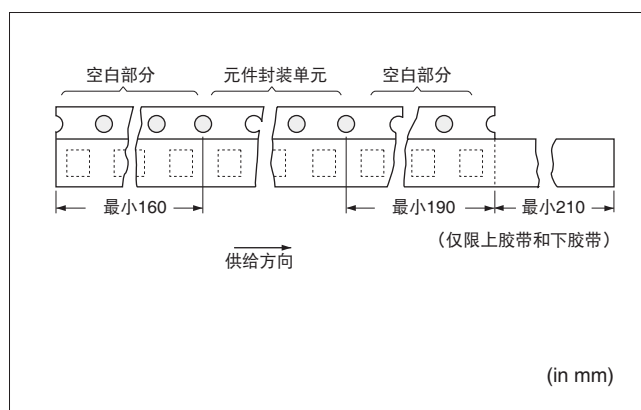 空白部分 元件封装单元 空白部分
最小160 最小190 最小210
(仅限上胶带和下胶带)
供给方向
(in mm)